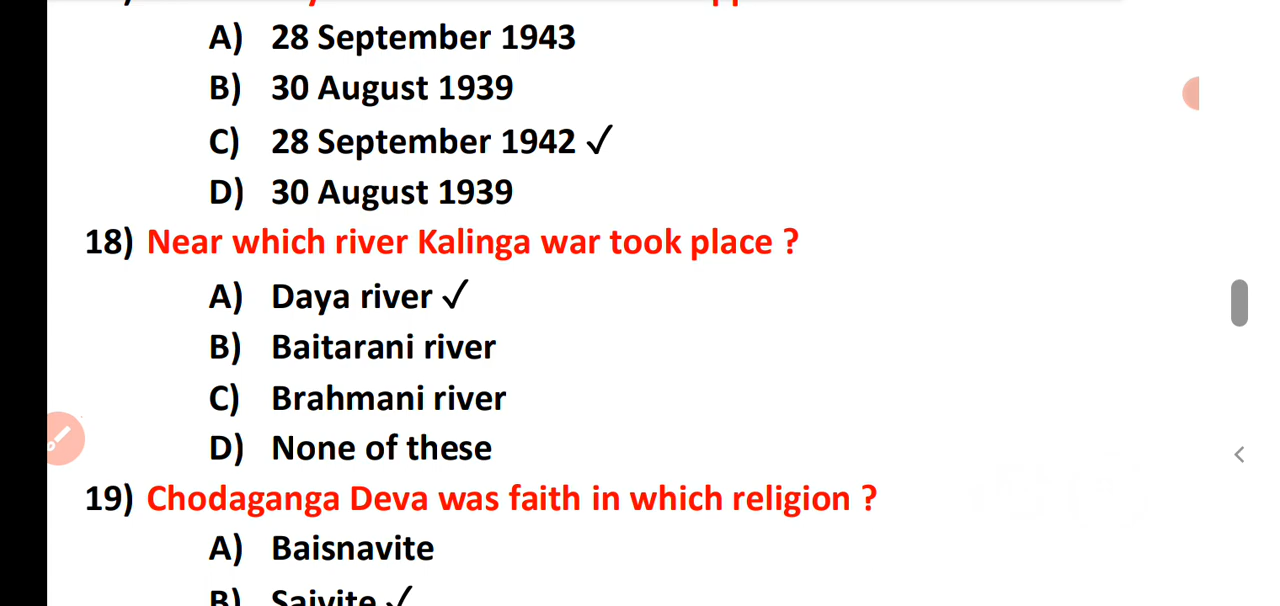 A) 28 September 1943
B) 30 August 1939
C) 28 September 1942 ✓
D) 30 August 1939
18) Near which river Kalinga war took place ?
A) Daya river ✓
B) Baitarani river
C) Brahmani river
D) None of these
19) Chodaganga Deva was faith in which religion ?
A) Baisnavite
B) Saivite ✓